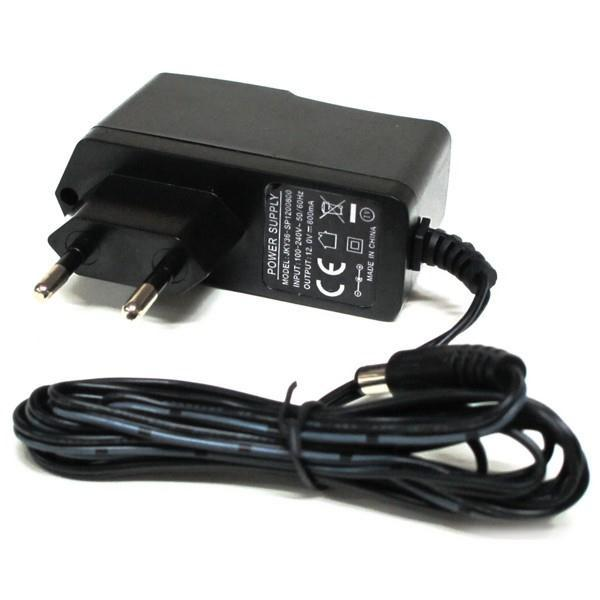 POWER SUPPLY
MODEL: JKY36-SP1200600
INPUT: 100-240V~50/60Hz
OUTPUT: 12.0V⎓600mA
CE
MADE IN CHINA